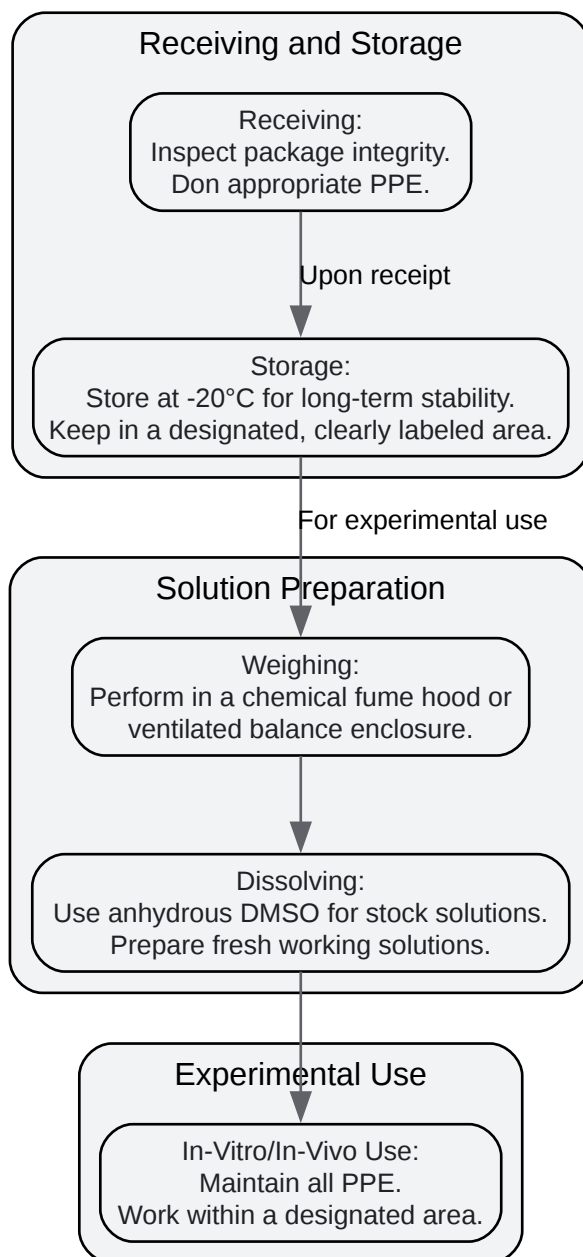 Receiving and Storage
Receiving:
Inspect package integrity.
Don appropriate PPE.
Upon receipt
Storage:
Store at -20°C for long-term stability.
Keep in a designated, clearly labeled area.
For experimental use
Solution Preparation
Weighing:
Perform in a chemical fume hood or
ventilated balance enclosure.
Dissolving:
Use anhydrous DMSO for stock solutions.
Prepare fresh working solutions.
Experimental Use
In-Vitro/In-Vivo Use:
Maintain all PPE.
Work within a designated area.